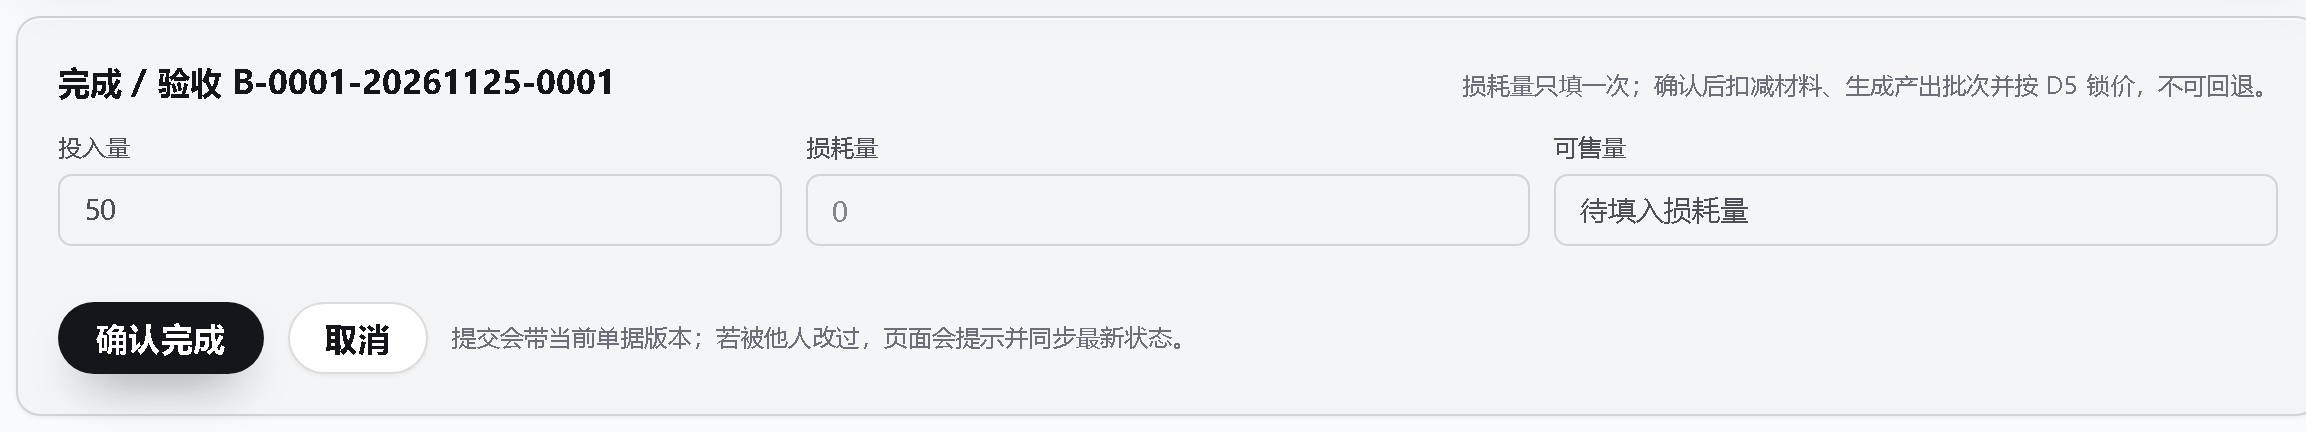 完成 / 验收 B-0001-20261125-0001
损耗量只填一次；确认后扣减材料、生成产出批次并按 D5 锁价，不可回退。
投入量
损耗量
可售量
50
0
待填入损耗量
确认完成
取消
提交会带当前单据版本；若被他人改过，页面会提示并同步最新状态。